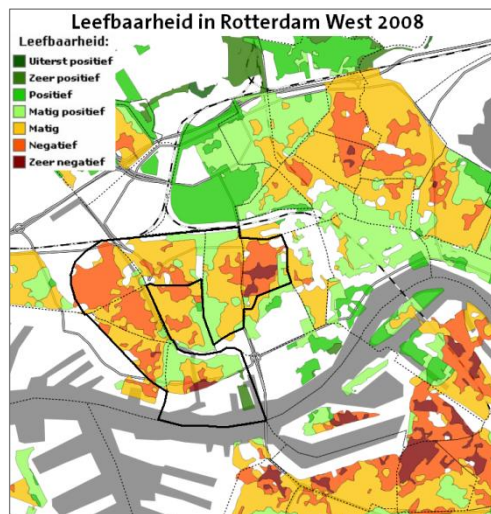 Leefbaarheid in Rotterdam West 2008
Leefbaarheid:
Uiterst positief
Zeer positief
Positief
Matig positief
Matig
Negatief
Zeer negatief